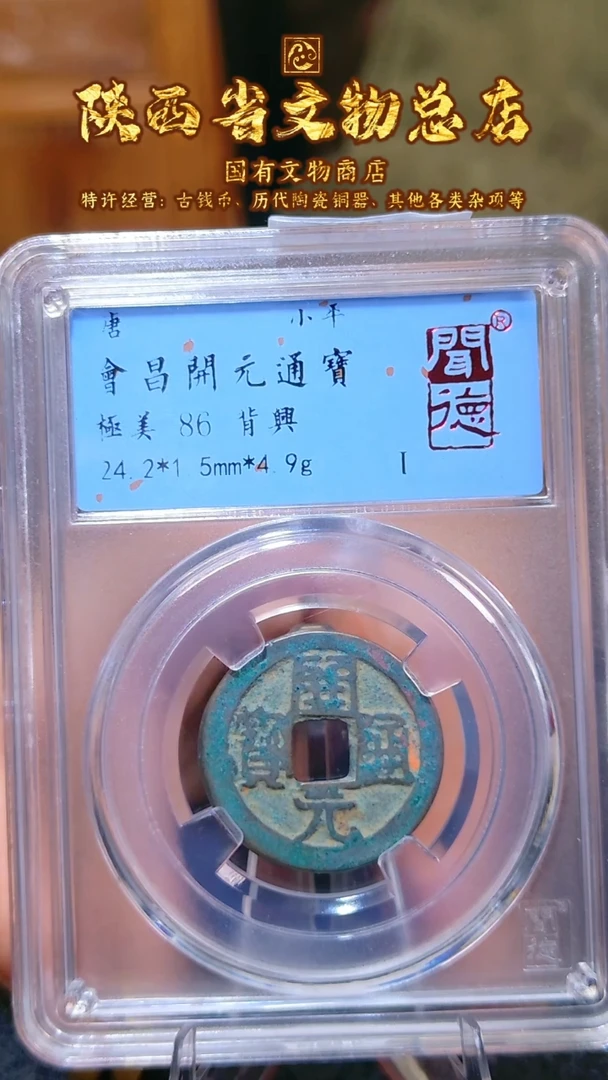 陕西省文物总店
国有文物商店
特许经营：古钱币、历代陶瓷铜器、其他各类杂项等
唐 小平
會昌開元通寶
極美 86 背興
24.2*1 5mm*4.9g I
聞德
®
開元通寶